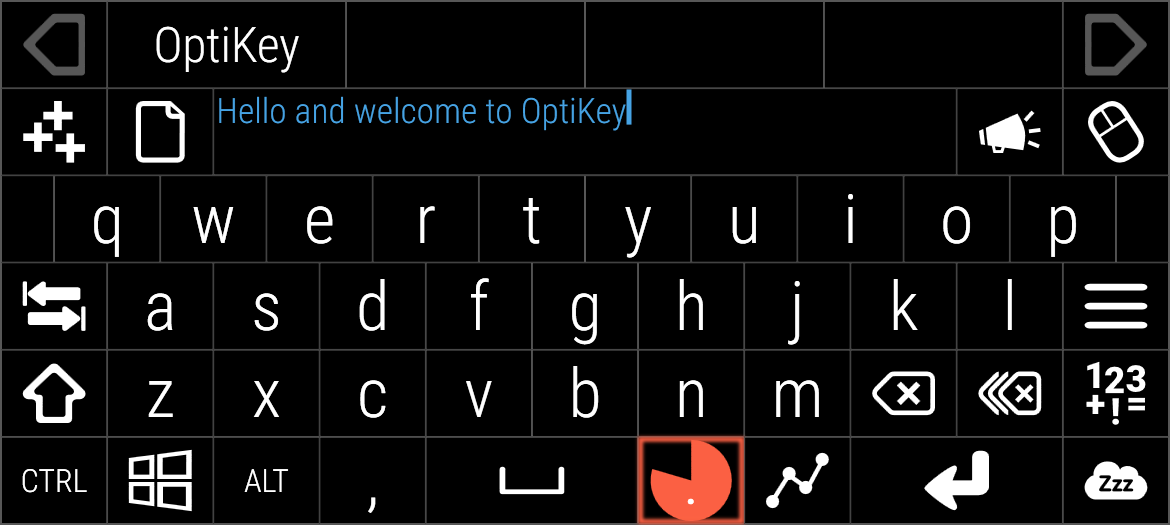 OptiKey
Hello and welcome to OptiKey
q w e r t y u i o p
a s d f g h j k l
z x c v b n m 123
+!=
CTRL ALT , . Zzz